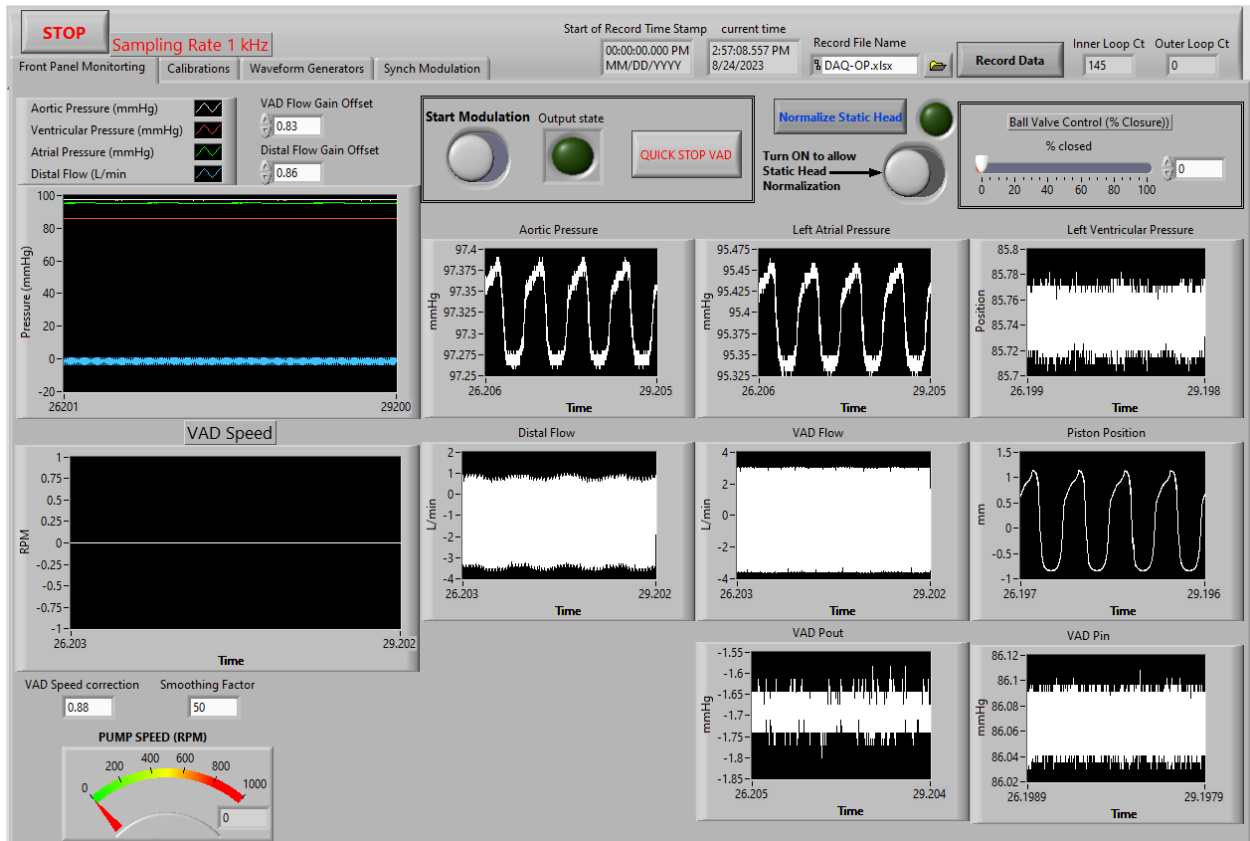 STOP
Sampling Rate 1 kHz
Start of Record Time Stamp
00:00:00.000 PM
MM/DD/YYYY
current time
2:57:08.557 PM
8/24/2023
Record File Name
DAQ-OP.xlsx
Record Data
Inner Loop Ct
145
Outer Loop Ct
0
Front Panel Monitorting
Calibrations
Waveform Generators
Synch Modulation
Aortic Pressure (mmHg)
Ventricular Pressure (mmHg)
Atrial Pressure (mmHg)
Distal Flow (L/min
VAD Flow Gain Offset
0.83
Distal Flow Gain Offset
0.86
Start Modulation
Output state
QUICK STOP VAD
Normalize Static Head
Turn ON to allow
Static Head
Normalization
Ball Valve Control (% Closure))
% closed
0 20 40 60 80 100
0
Pressure (mmHg)
100
80
60
40
20
0
-20
26201 29200
Aortic Pressure
mmHg
97.4
97.375
97.35
97.325
97.3
97.275
97.25
26.206 29.205
Time
Left Atrial Pressure
mmHg
95.475
95.45
95.425
95.4
95.375
95.35
95.325
26.206 29.205
Time
Left Ventricular Pressure
Position
85.8
85.78
85.76
85.74
85.72
85.7
26.199 29.198
Time
VAD Speed
RPM
1
0.75
0.5
0.25
0
-0.25
-0.5
-0.75
-1
26.203 29.202
Time
Distal Flow
L/min
2
1
0
-1
-2
-3
-4
26.203 29.202
Time
VAD Flow
L/min
4
2
0
-2
-4
26.203 29.202
Time
Piston Position
mm
1.5
1
0.5
0
-0.5
-1
26.197 29.196
Time
VAD Speed correction
0.88
Smoothing Factor
50
PUMP SPEED (RPM)
0 200 400 600 800 1000
0
VAD Pout
mmHg
-1.55
-1.6
-1.65
-1.7
-1.75
-1.8
-1.85
26.205 29.204
Time
VAD Pin
mmHg
86.12
86.1
86.08
86.06
86.04
86.02
26.1989 29.1979
Time